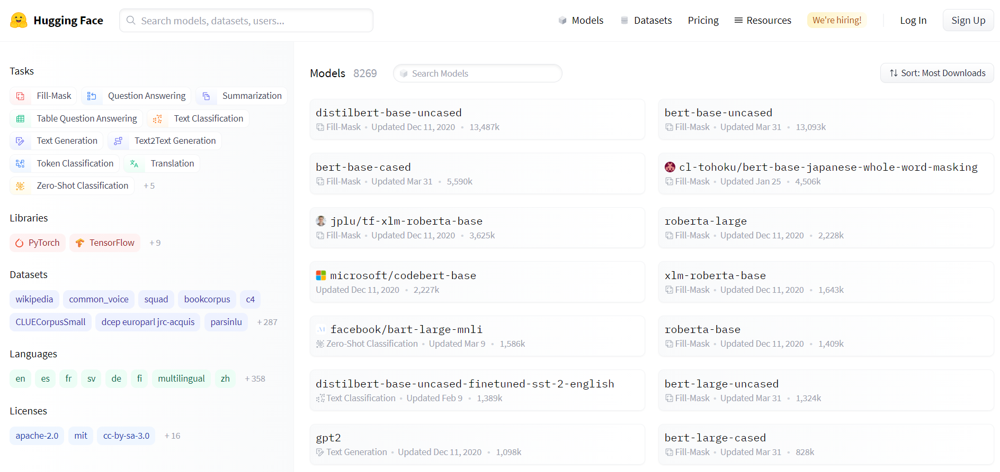 Hugging Face
Search models, datasets, users...
Models
Datasets
Pricing
Resources
We're hiring!
Log In
Sign Up
Tasks
Fill-Mask
Question Answering
Summarization
Table Question Answering
Text Classification
Text Generation
Text2Text Generation
Token Classification
Translation
Zero-Shot Classification
+ 5
Libraries
PyTorch
TensorFlow
+ 9
Datasets
wikipedia
common_voice
squad
bookcorpus
c4
CLUECorpusSmall
dcep europarl jrc-acquis
parsinlu
+ 287
Languages
en
es
fr
sv
de
fi
multilingual
zh
+ 358
Licenses
apache-2.0
mit
cc-by-sa-3.0
+ 16
Models 8269
Search Models
Sort: Most Downloads
distilbert-base-uncased
Fill-Mask • Updated Dec 11, 2020 • 13,487k
bert-base-uncased
Fill-Mask • Updated Mar 31 • 13,093k
bert-base-cased
Fill-Mask • Updated Mar 31 • 5,590k
cl-tohoku/bert-base-japanese-whole-word-masking
Fill-Mask • Updated Jan 25 • 4,506k
jplu/tf-xlm-roberta-base
Fill-Mask • Updated Dec 11, 2020 • 3,625k
roberta-large
Fill-Mask • Updated Dec 11, 2020 • 2,228k
microsoft/codebert-base
Updated Dec 11, 2020 • 2,227k
xlm-roberta-base
Fill-Mask • Updated Dec 11, 2020 • 1,643k
facebook/bart-large-mnli
Zero-Shot Classification • Updated Mar 9 • 1,586k
roberta-base
Fill-Mask • Updated Dec 11, 2020 • 1,409k
distilbert-base-uncased-finetuned-sst-2-english
Text Classification • Updated Feb 9 • 1,389k
bert-large-uncased
Fill-Mask • Updated Mar 31 • 1,324k
gpt2
Text Generation • Updated Dec 11, 2020 • 1,098k
bert-large-cased
Fill-Mask • Updated Mar 31 • 828k